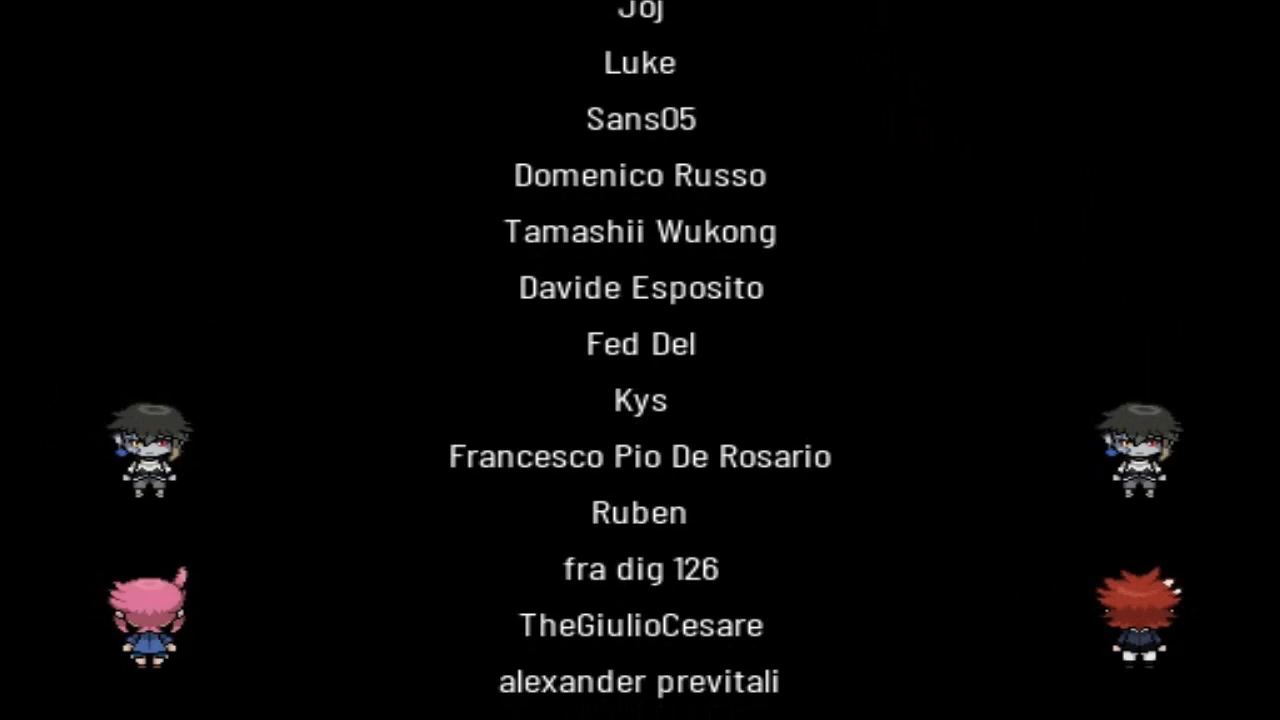 Joj
Luke
Sans05
Domenico Russo
Tamashii Wukong
Davide Esposito
Fed Del
Kys
Francesco Pio De Rosario
Ruben
fra dig 126
TheGiulioCesare
alexander previtali